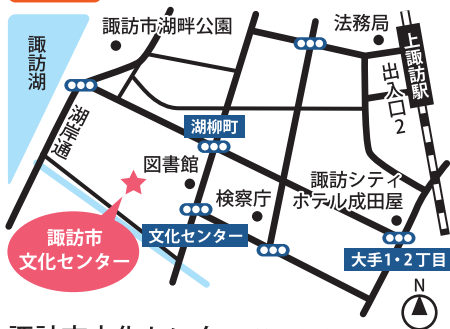 諏訪市湖畔公園
法務局
上諏訪駅
諏訪湖
出入口2
湖岸通
湖柳町
図書館
諏訪シティ
ホテル成田屋
検察庁
文化センター
諏訪市
文化センター
大手1・2丁目
N